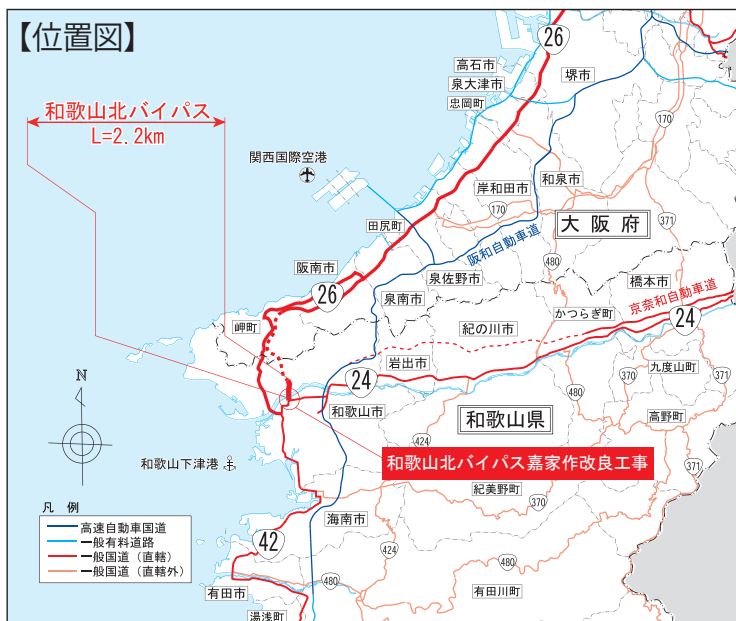 【位置図】
26
高石市
泉大津市
堺市
忠岡町
和歌山北バイパス
L=2.2km
170
関西国際空港
和泉市
岸和田市
170
田尻町
大阪府
371
阪和自動車道
480
阪南市
泉佐野市
橋本市
26
泉南市
京奈和自動車道
岬町
紀の川市
かつらぎ町
24
岩出市
九度山町
24
370
371
N
480
和歌山市
和歌山県
高野町
424
和歌山下津港
和歌山北バイパス嘉家作改良工事
371
紀美野町
370
凡 例
高速自動車国道
一般有料道路
一般国道（直轄）
一般国道（直轄外）
海南市
42
424
480
480
有田市
有田川町
湯浅町